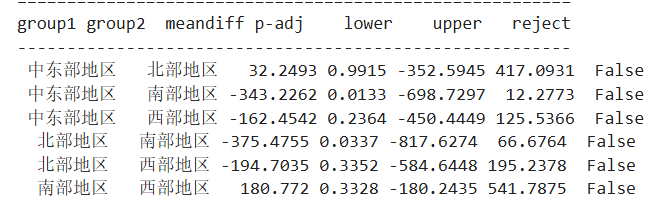 ------------------------------------------------------
group1 group2 meandiff p-adj lower upper reject
------------------------------------------------------
中东部地区 北部地区 32.2493 0.9915 -352.5945 417.0931 False
中东部地区 南部地区 -343.2262 0.0133 -698.7297 12.2773 False
中东部地区 西部地区 -162.4542 0.2364 -450.4449 125.5366 False
北部地区 南部地区 -375.4755 0.0337 -817.6274 66.6764 False
北部地区 西部地区 -194.7035 0.3352 -584.6448 195.2378 False
南部地区 西部地区 180.772 0.3328 -180.2435 541.7875 False